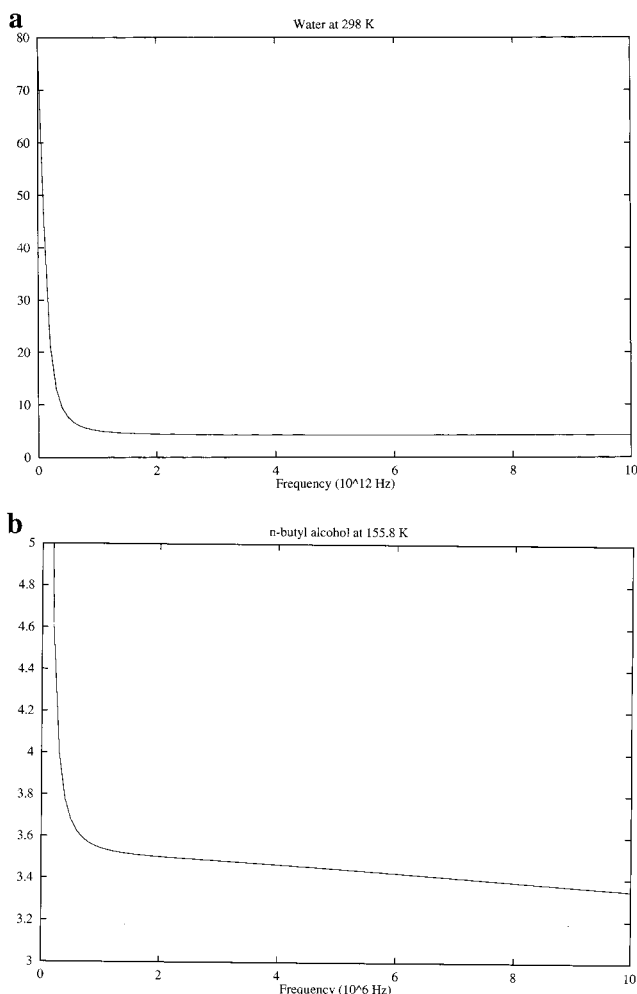 a
Water at 298 K
80
70
60
50
40
30
20
10
0
0 2 4 6 8 10
Frequency (10^12 Hz)
b
n-butyl alcohol at 155.8 K
5
4.8
4.6
4.4
4.2
4
3.8
3.6
3.4
3.2
3
0 2 4 6 8 10
Frequency (10^6 Hz)